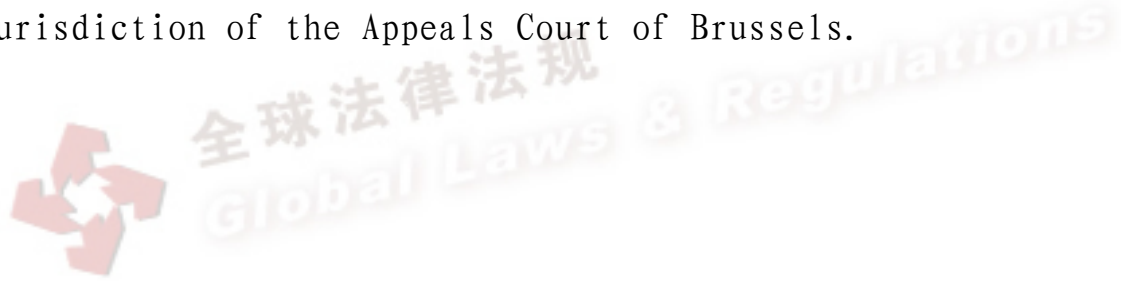 urisdiction of the Appeals Court of Brussels.
全球法律法规
Global Laws & Regulations